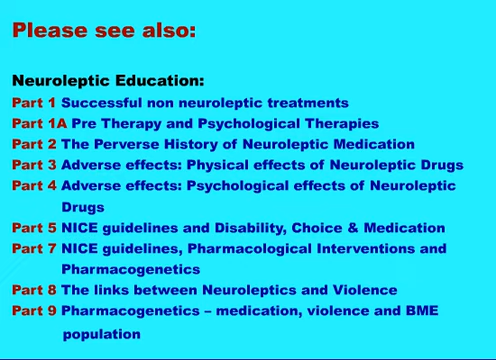 Please see also:
Neuroleptic Education:
Part 1 Successful non neuroleptic treatments
Part 1A Pre Therapy and Psychological Therapies
Part 2 The Perverse History of Neuroleptic Medication
Part 3 Adverse effects: Physical effects of Neuroleptic Drugs
Part 4 Adverse effects: Psychological effects of Neuroleptic
Drugs
Part 5 NICE guidelines and Disability, Choice & Medication
Part 7 NICE guidelines, Pharmacological Interventions and
Pharmacogenetics
Part 8 The links between Neuroleptics and Violence
Part 9 Pharmacogenetics – medication, violence and BME
population